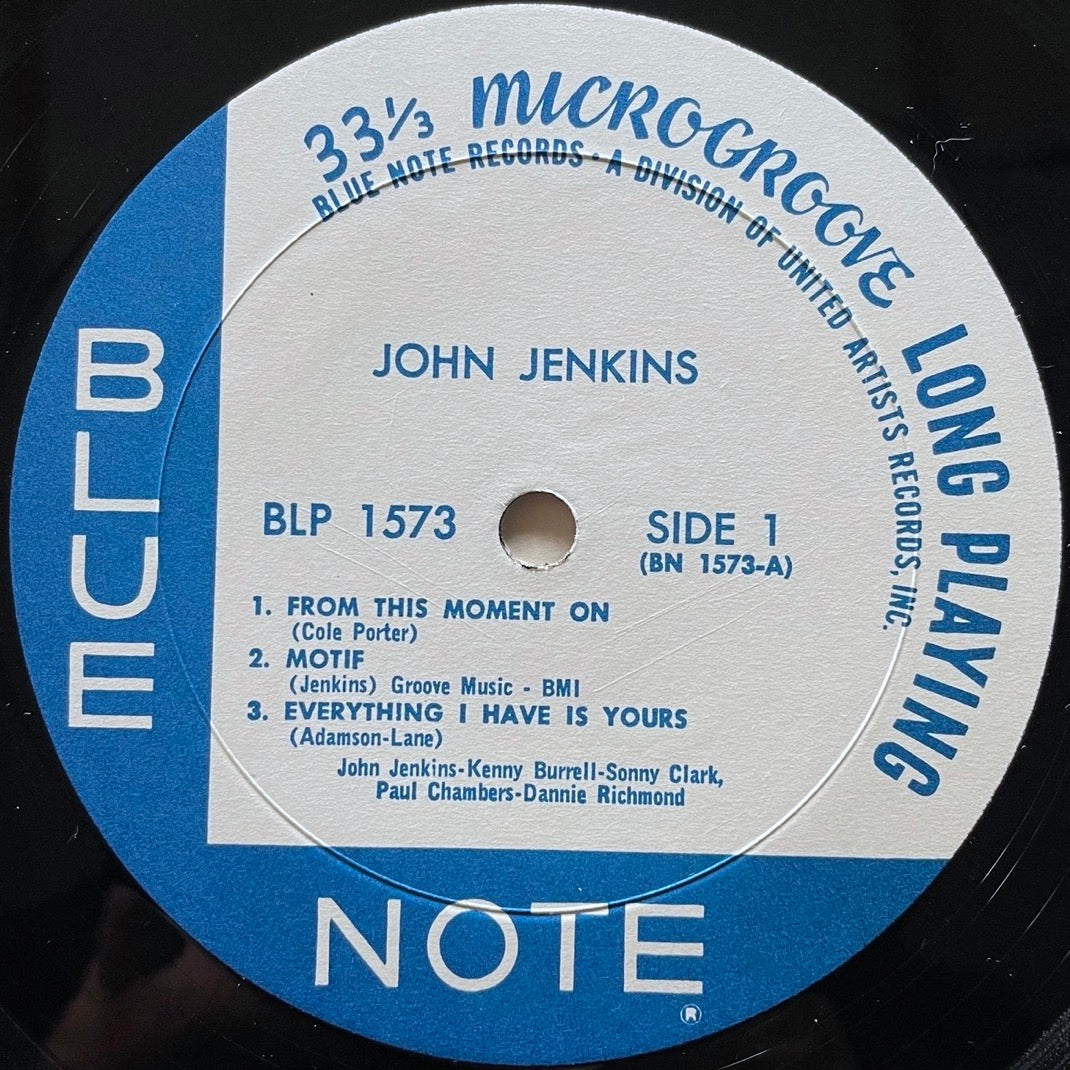 33⅓ MICROGROOVE LONG PLAYING
BLUE NOTE RECORDS • A DIVISION OF UNITED ARTISTS RECORDS, INC.
JOHN JENKINS
BLP 1573
SIDE 1
(BN 1573-A)
1. FROM THIS MOMENT ON
(Cole Porter)
2. MOTIF
(Jenkins) Groove Music - BMI
3. EVERYTHING I HAVE IS YOURS
(Adamson-Lane)
John Jenkins-Kenny Burrell-Sonny Clark,
Paul Chambers-Dannie Richmond
BLUE
NOTE
®